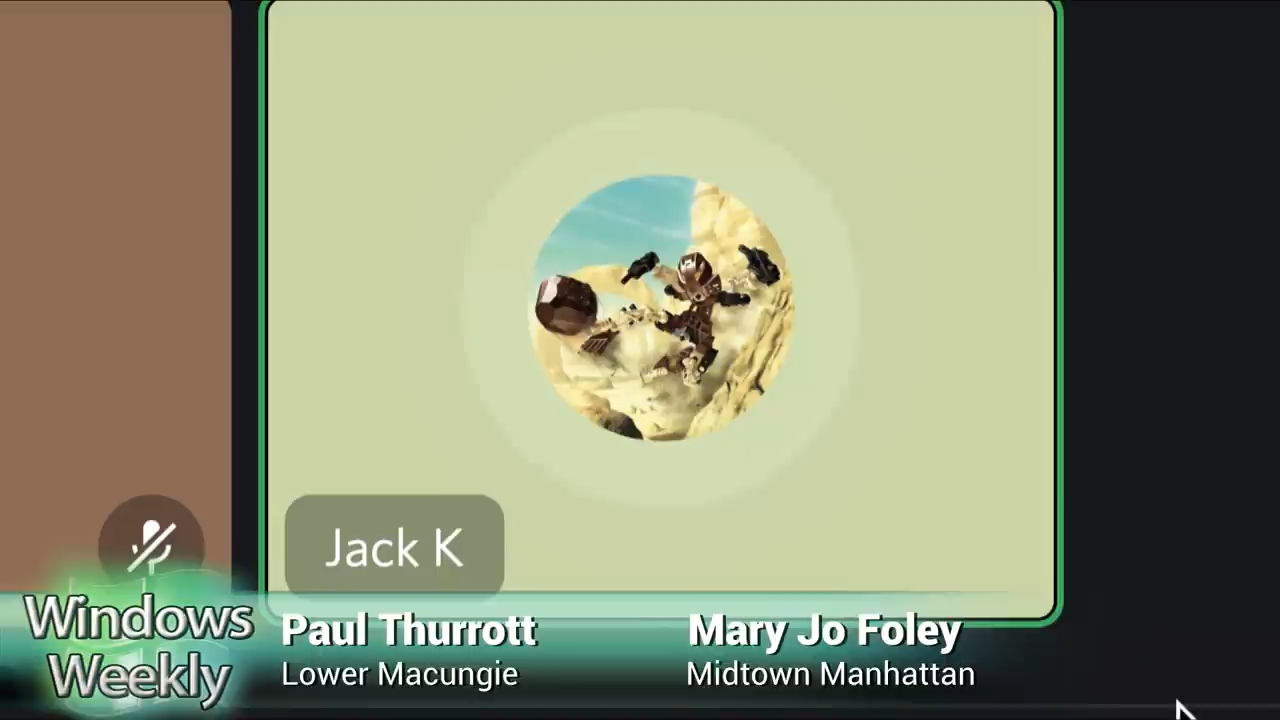 Jack K
Windows
Weekly
Paul Thurrott
Lower Macungie
Mary Jo Foley
Midtown Manhattan